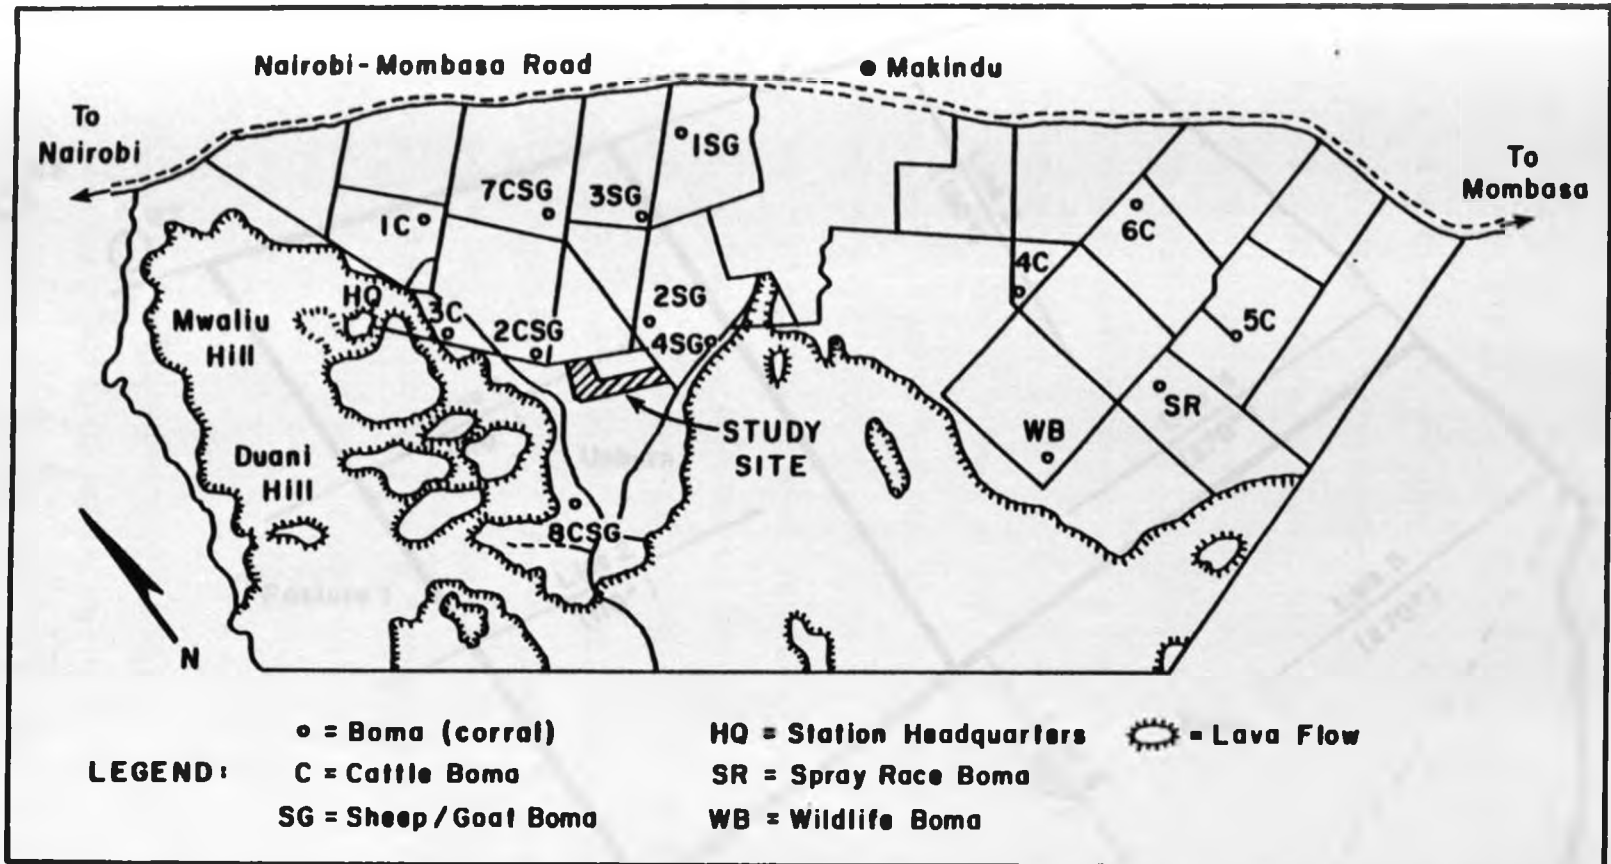 Nairobi-Mombasa Road
Makindu
To
Nairobi
To
Mombasa
1SG
7CSG
3SG
1C
6C
4C
HQ
3C
2CSG
2SG
4SG
5C
Mwaliu
Hill
SR
STUDY
SITE
WB
Duani
Hill
8CSG
N
LEGEND:
= Boma (corral)
C = Cattle Boma
SG = Sheep/Goat Boma
HQ = Station Headquarters
SR = Spray Race Boma
WB = Wildlife Boma
= Lava Flow